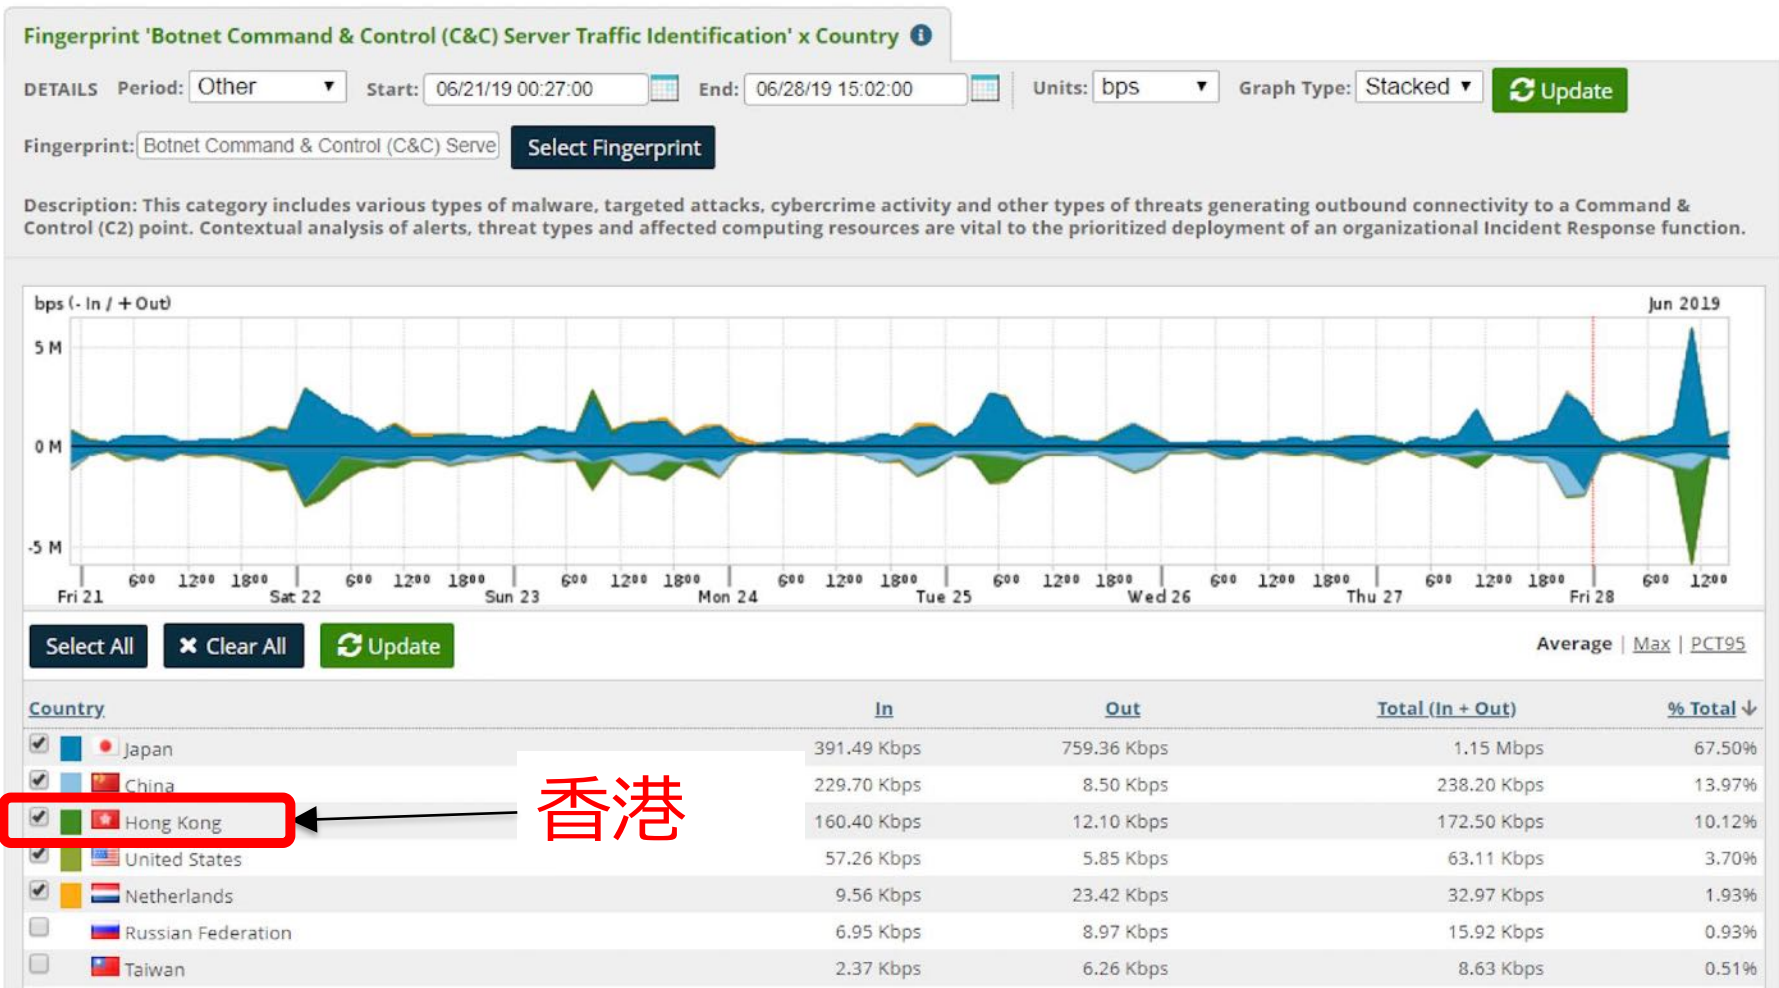 Fingerprint 'Botnet Command & Control (C&C) Server Traffic Identification' x Country i
DETAILS Period: Other Start: 06/21/19 00:27:00 End: 06/28/19 15:02:00 Units: bps Graph Type: Stacked Update
Fingerprint: Botnet Command & Control (C&C) Serve Select Fingerprint
Description: This category includes various types of malware, targeted attacks, cybercrime activity and other types of threats generating outbound connectivity to a Command &
Control (C2) point. Contextual analysis of alerts, threat types and affected computing resources are vital to the prioritized deployment of an organizational Incident Response function.
bps (- In / + Out) Jun 2019
5 M
0 M
-5 M
600 1200 1800 600 1200 1800 600 1200 1800 600 1200 1800 600 1200 1800 600 1200 1800 600 1200 1800 600 1200
Fri 21 Sat 22 Sun 23 Mon 24 Tue 25 Wed 26 Thu 27 Fri 28
Select All Clear All Update Average | Max | PCT95
Country In Out Total (In + Out) % Total
Japan 391.49 Kbps 759.36 Kbps 1.15 Mbps 67.50%
China 229.70 Kbps 8.50 Kbps 238.20 Kbps 13.97%
香港
Hong Kong 160.40 Kbps 12.10 Kbps 172.50 Kbps 10.12%
United States 57.26 Kbps 5.85 Kbps 63.11 Kbps 3.70%
Netherlands 9.56 Kbps 23.42 Kbps 32.97 Kbps 1.93%
Russian Federation 6.95 Kbps 8.97 Kbps 15.92 Kbps 0.93%
Taiwan 2.37 Kbps 6.26 Kbps 8.63 Kbps 0.51%